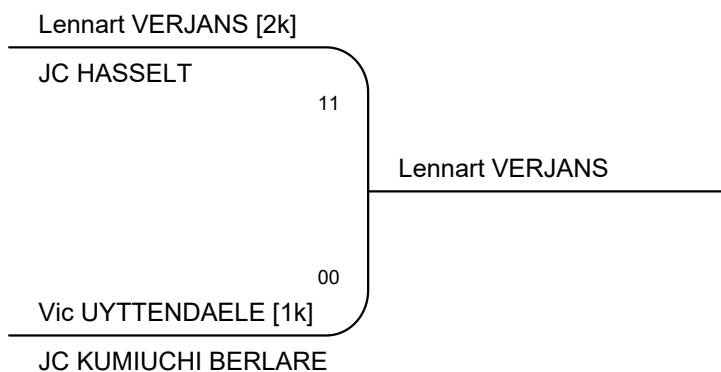 Lennart VERJANS [2k]
JC HASSELT
11
Lennart VERJANS
00
Vic UYTTENDAELE [1k]
JC KUMIUCHI BERLARE